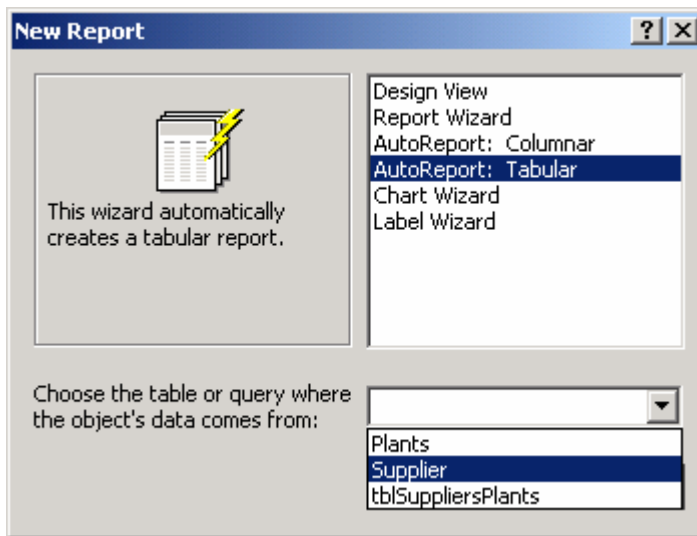 New Report
This wizard automatically
creates a tabular report.
Design View
Report Wizard
AutoReport: Columnar
AutoReport: Tabular
Chart Wizard
Label Wizard
Choose the table or query where
the object's data comes from:
Plants
Supplier
tblSuppliersPlants